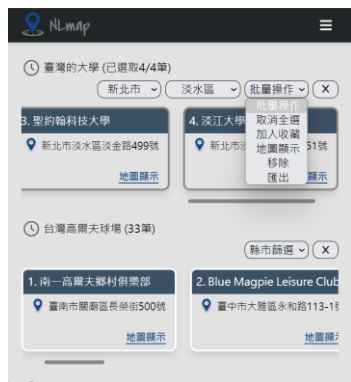 NLmap
臺灣的大學 (已選取4/4筆)
新北市 淡水區 批量操作 X
批量操作
取消全選
加入收藏
地圖顯示
移除
匯出
3. 聖約翰科技大學
新北市淡水區淡金路499號
地圖顯示
4. 淡江大學
新北市淡 51號
顯示
台灣高爾夫球場 (33筆)
縣市篩選 X
1. 南一高爾夫鄉村俱樂部
臺南市關廟區長榮街500號
地圖顯示
2. Blue Magpie Leisure Club
臺中市大雅區永和路113-1號
地圖顯示